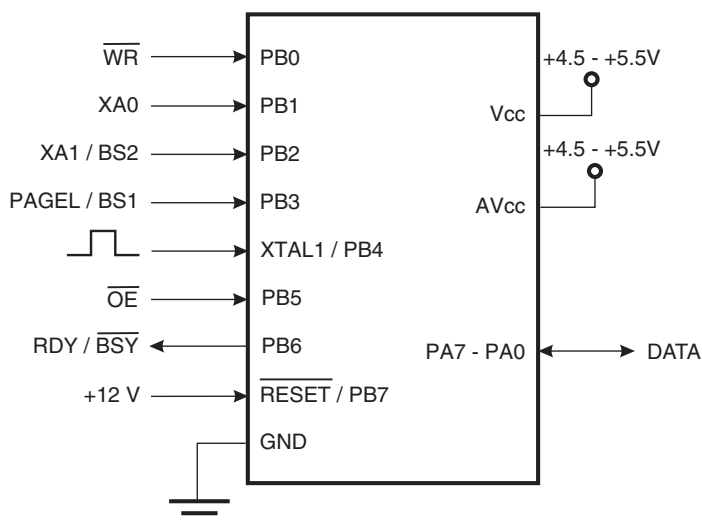 WR PB0
XA0 PB1
XA1 / BS2 PB2
PAGEL / BS1 PB3
XTAL1 / PB4
OE PB5
RDY / BSY PB6
+12 V RESET / PB7
GND
+4.5 - +5.5V
Vcc
+4.5 - +5.5V
AVcc
PA7 - PA0 DATA